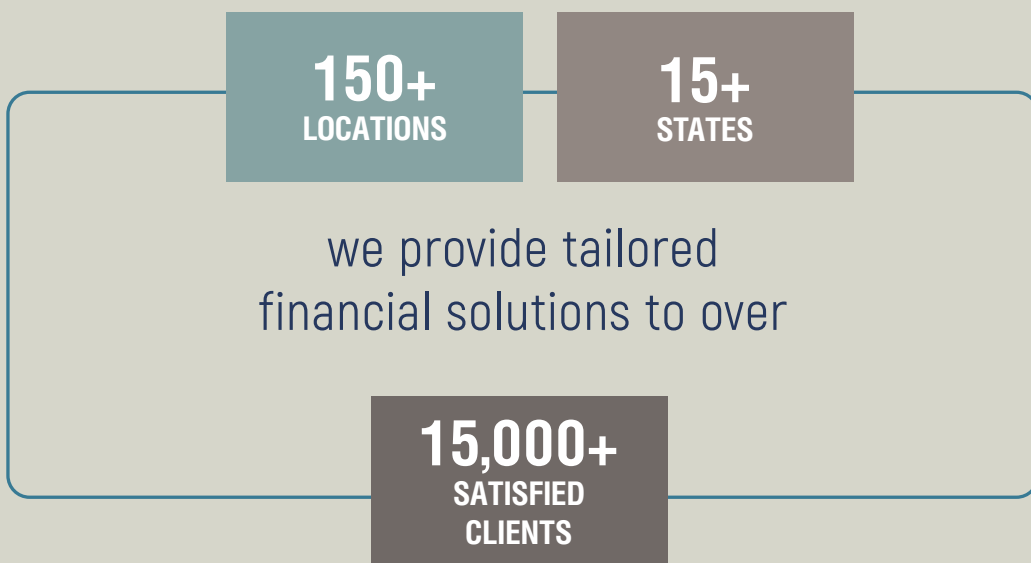 150+
LOCATIONS
15+
STATES
we provide tailored
financial solutions to over
15,000+
SATISFIED
CLIENTS